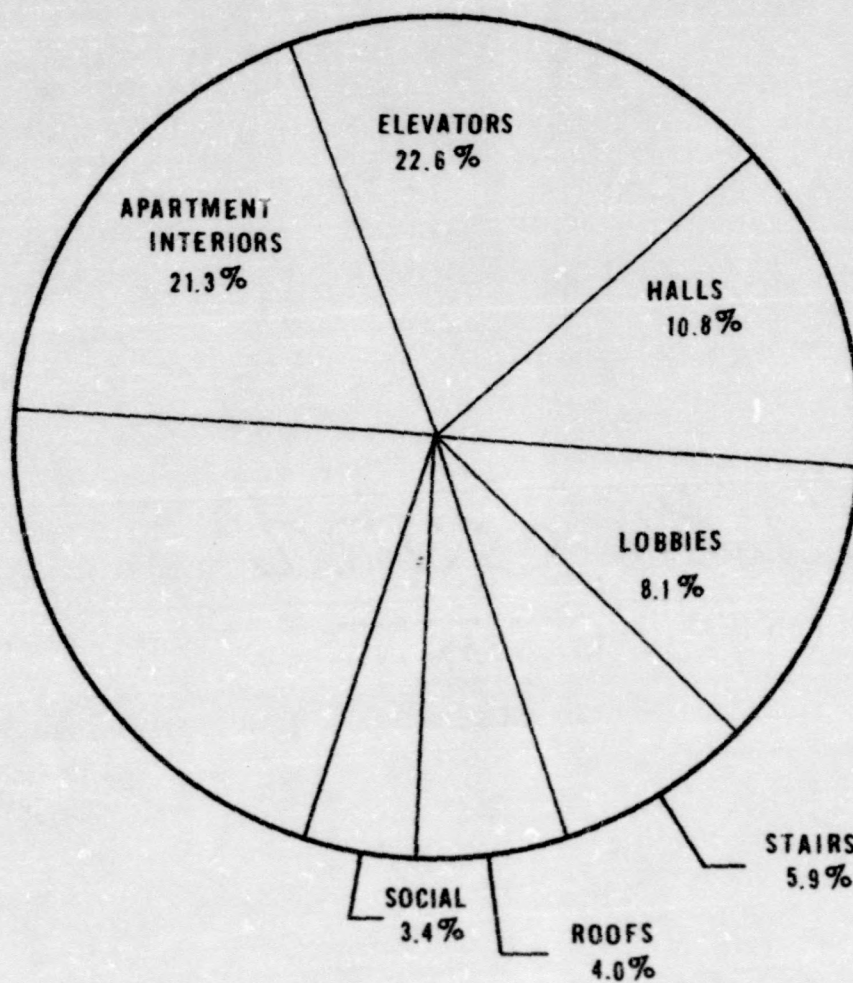 ELEVATORS
22.6%
APARTMENT
INTERIORS
21.3%
HALLS
10.8%
LOBBIES
8.1%
STAIRS
5.9%
SOCIAL
3.4%
ROOFS
4.0%